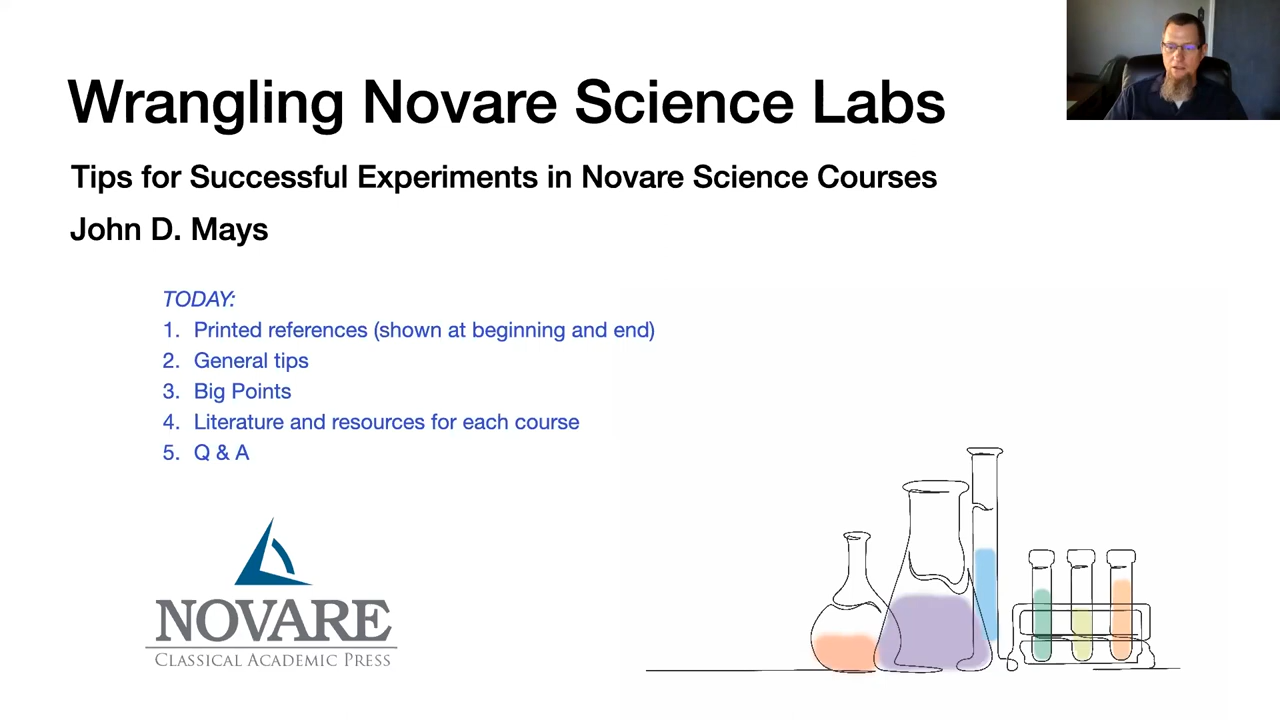 Wrangling Novare Science Labs
Tips for Successful Experiments in Novare Science Courses
John D. Mays
TODAY:
1. Printed references (shown at beginning and end)
2. General tips
3. Big Points
4. Literature and resources for each course
5. Q & A
NOVARE
CLASSICAL ACADEMIC PRESS